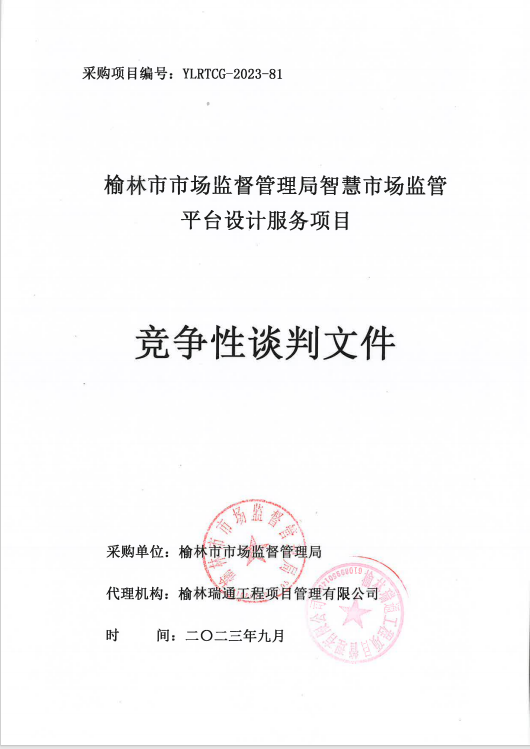 采购项目编号：YLRTCG-2023-81
榆林市市场监督管理局智慧市场监管
平台设计服务项目
竞争性谈判文件
采购单位：榆林市市场监督管理局
代理机构：榆林瑞通工程项目管理有限公司
时　　间：二〇二三年九月